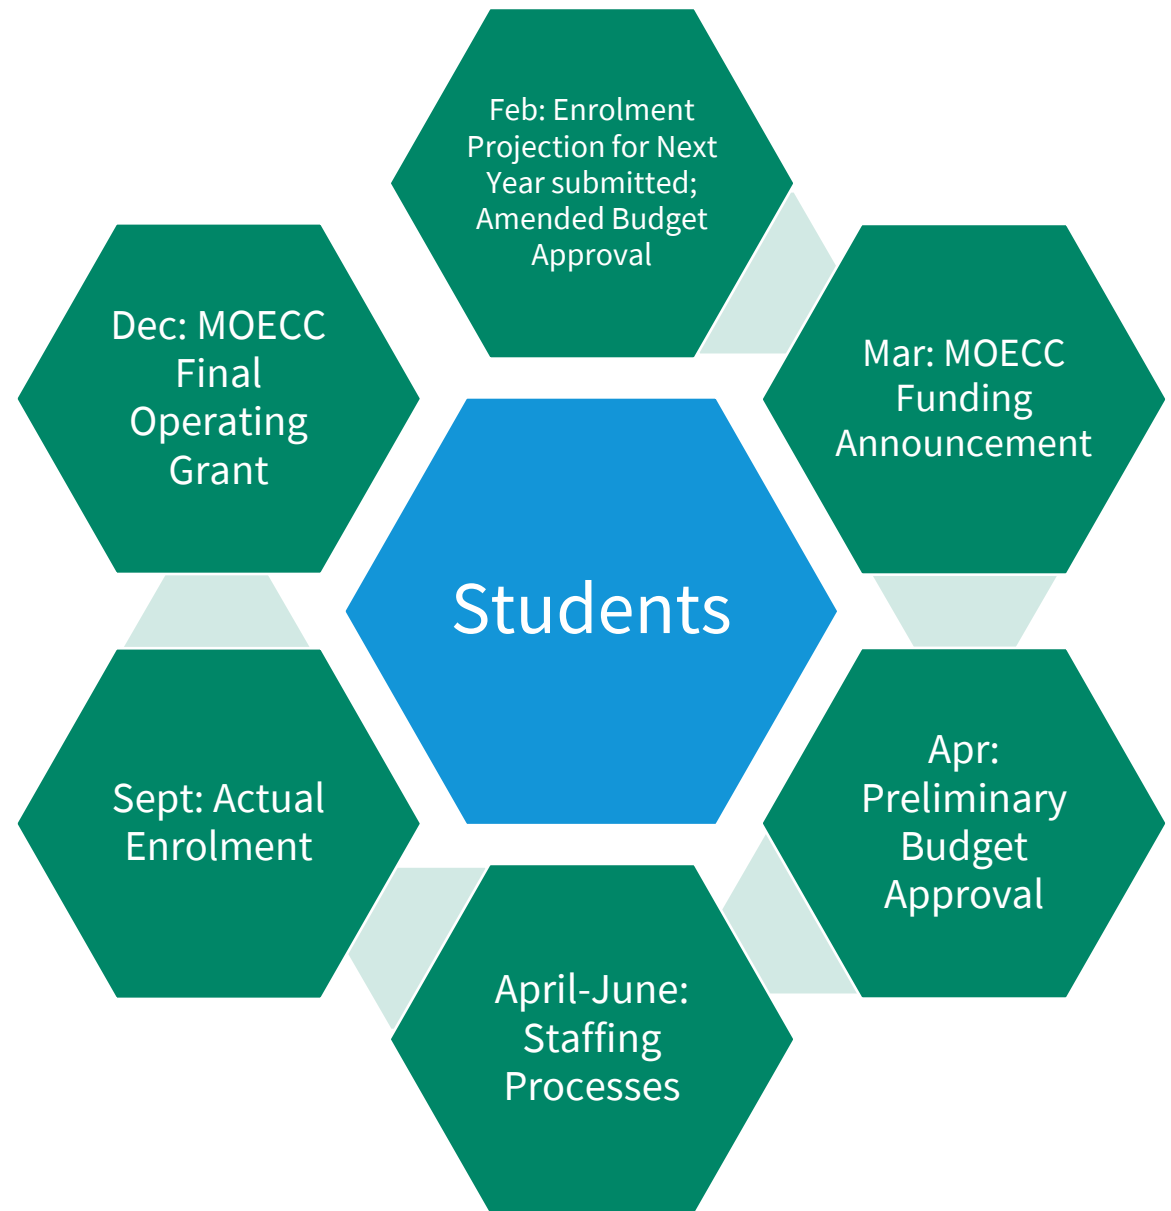 Feb: Enrolment
Projection for Next
Year submitted;
Amended Budget
Approval
Mar: MOECC
Funding
Announcement
Apr:
Preliminary
Budget
Approval
April-June:
Staffing
Processes
Sept: Actual
Enrolment
Dec: MOECC
Final
Operating
Grant
Students